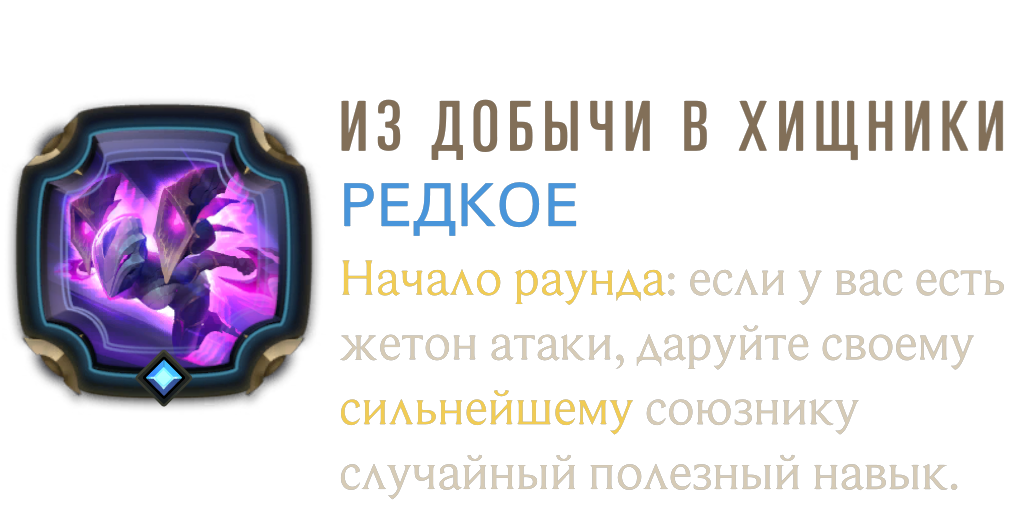 ИЗ ДОБЫЧИ В ХИЩНИКИ
РЕДКОЕ
Начало раунда: если у вас есть
жетон атаки, даруйте своему
сильнейшему союзнику
случайный полезный навык.